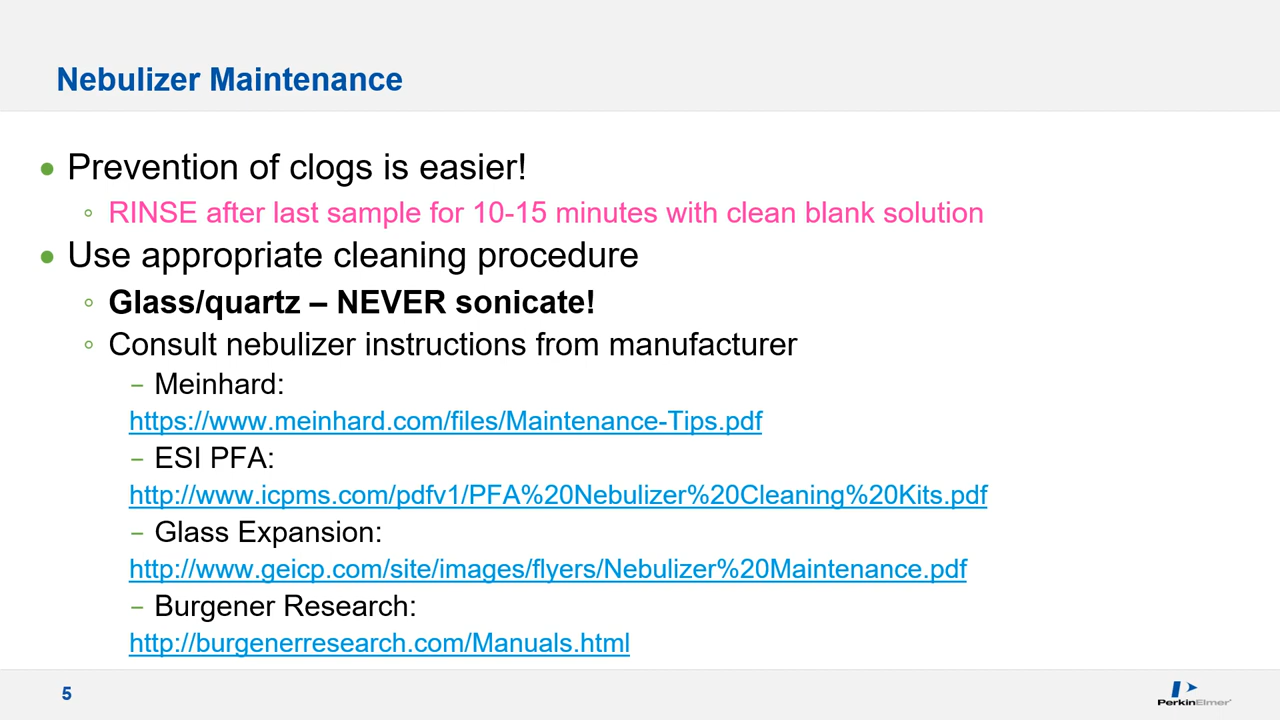 Nebulizer Maintenance
Prevention of clogs is easier!
RINSE after last sample for 10-15 minutes with clean blank solution
Use appropriate cleaning procedure
Glass/quartz – NEVER sonicate!
Consult nebulizer instructions from manufacturer
– Meinhard:
https://www.meinhard.com/files/Maintenance-Tips.pdf
– ESI PFA:
http://www.icpms.com/pdfv1/PFA%20Nebulizer%20Cleaning%20Kits.pdf
– Glass Expansion:
http://www.geicp.com/site/images/flyers/Nebulizer%20Maintenance.pdf
– Burgener Research:
http://burgenerresearch.com/Manuals.html
5
PerkinElmer